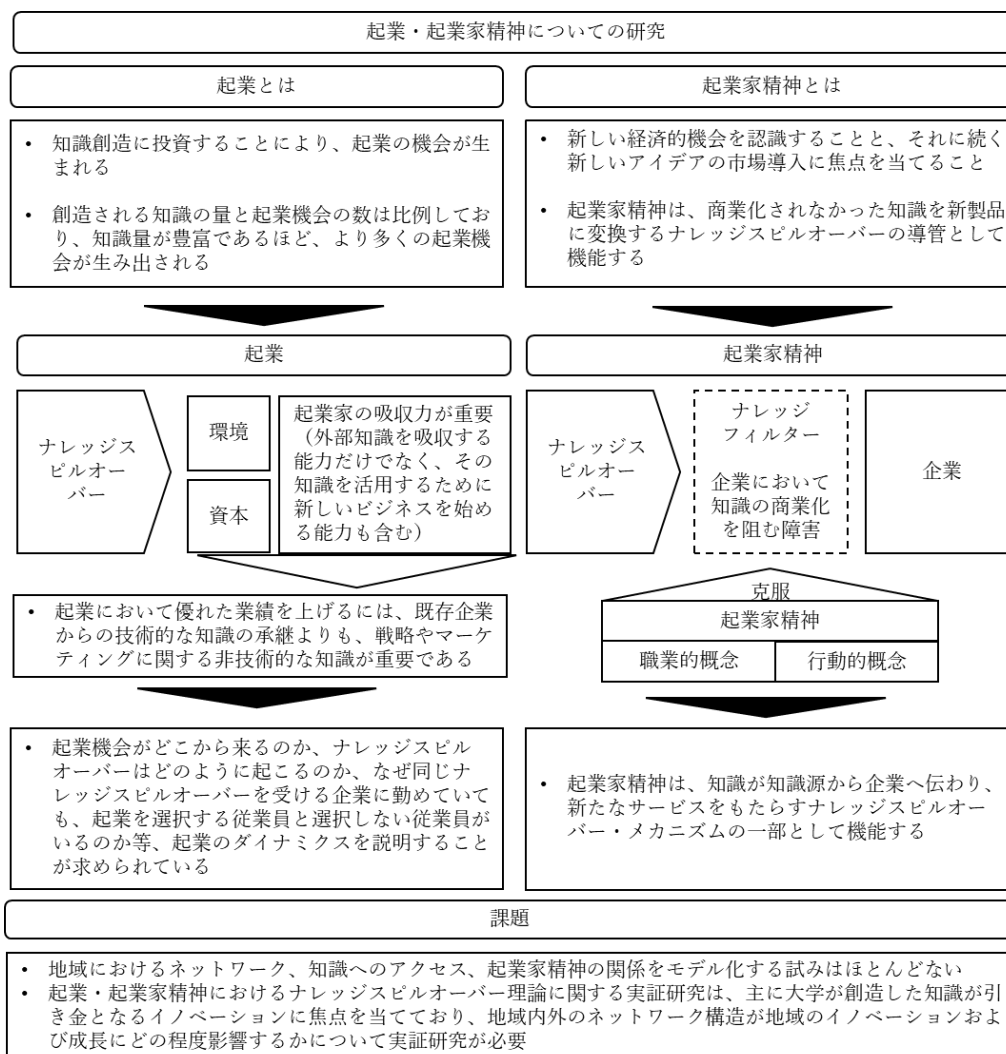 起業・起業家精神についての研究
起業とは
• 知識創造に投資することにより、起業の機会が生
まれる
• 創造される知識の量と起業機会の数は比例してお
り、知識量が豊富であるほど、より多くの起業機
会が生み出される
起業
ナレッジス
ピルオー
バー
環境
資本
起業家の吸収力が重要
（外部知識を吸収する
能力だけでなく、その
知識を活用するために
新しいビジネスを始め
る能力も含む）
• 起業において優れた業績を上げるには、既存企業
からの技術的な知識の承継よりも、戦略やマーケ
ティングに関する非技術的な知識が重要である
• 起業機会がどこから来るのか、ナレッジスピル
オーバーはどのように起こるのか、なぜ同じナ
レッジスピルオーバーを受ける企業に勤めていて
も、起業を選択する従業員と選択しない従業員が
いるのか等、起業のダイナミクスを説明すること
が求められている
起業家精神とは
• 新しい経済的機会を認識することと、それに続く
新しいアイデアの市場導入に焦点を当てること
• 起業家精神は、商業化されなかった知識を新製品
に変換するナレッジスピルオーバーの導管として
機能する
起業家精神
ナレッジス
ピルオー
バー
ナレッジ
フィルター
企業において
知識の商業化
を阻む障害
企業
克服
起業家精神
職業的概念
行動的概念
• 起業家精神は、知識が知識源から企業へ伝わり、
新たなサービスをもたらすナレッジスピルオー
バー・メカニズムの一部として機能する
課題
• 地域におけるネットワーク、知識へのアクセス、起業家精神の関係をモデル化する試みはほとんどない
• 起業・起業家精神におけるナレッジスピルオーバー理論に関する実証研究は、主に大学が創造した知識が引
き金となるイノベーションに焦点を当てており、地域内外のネットワーク構造が地域のイノベーションおよ
び成長にどの程度影響するかについて実証研究が必要